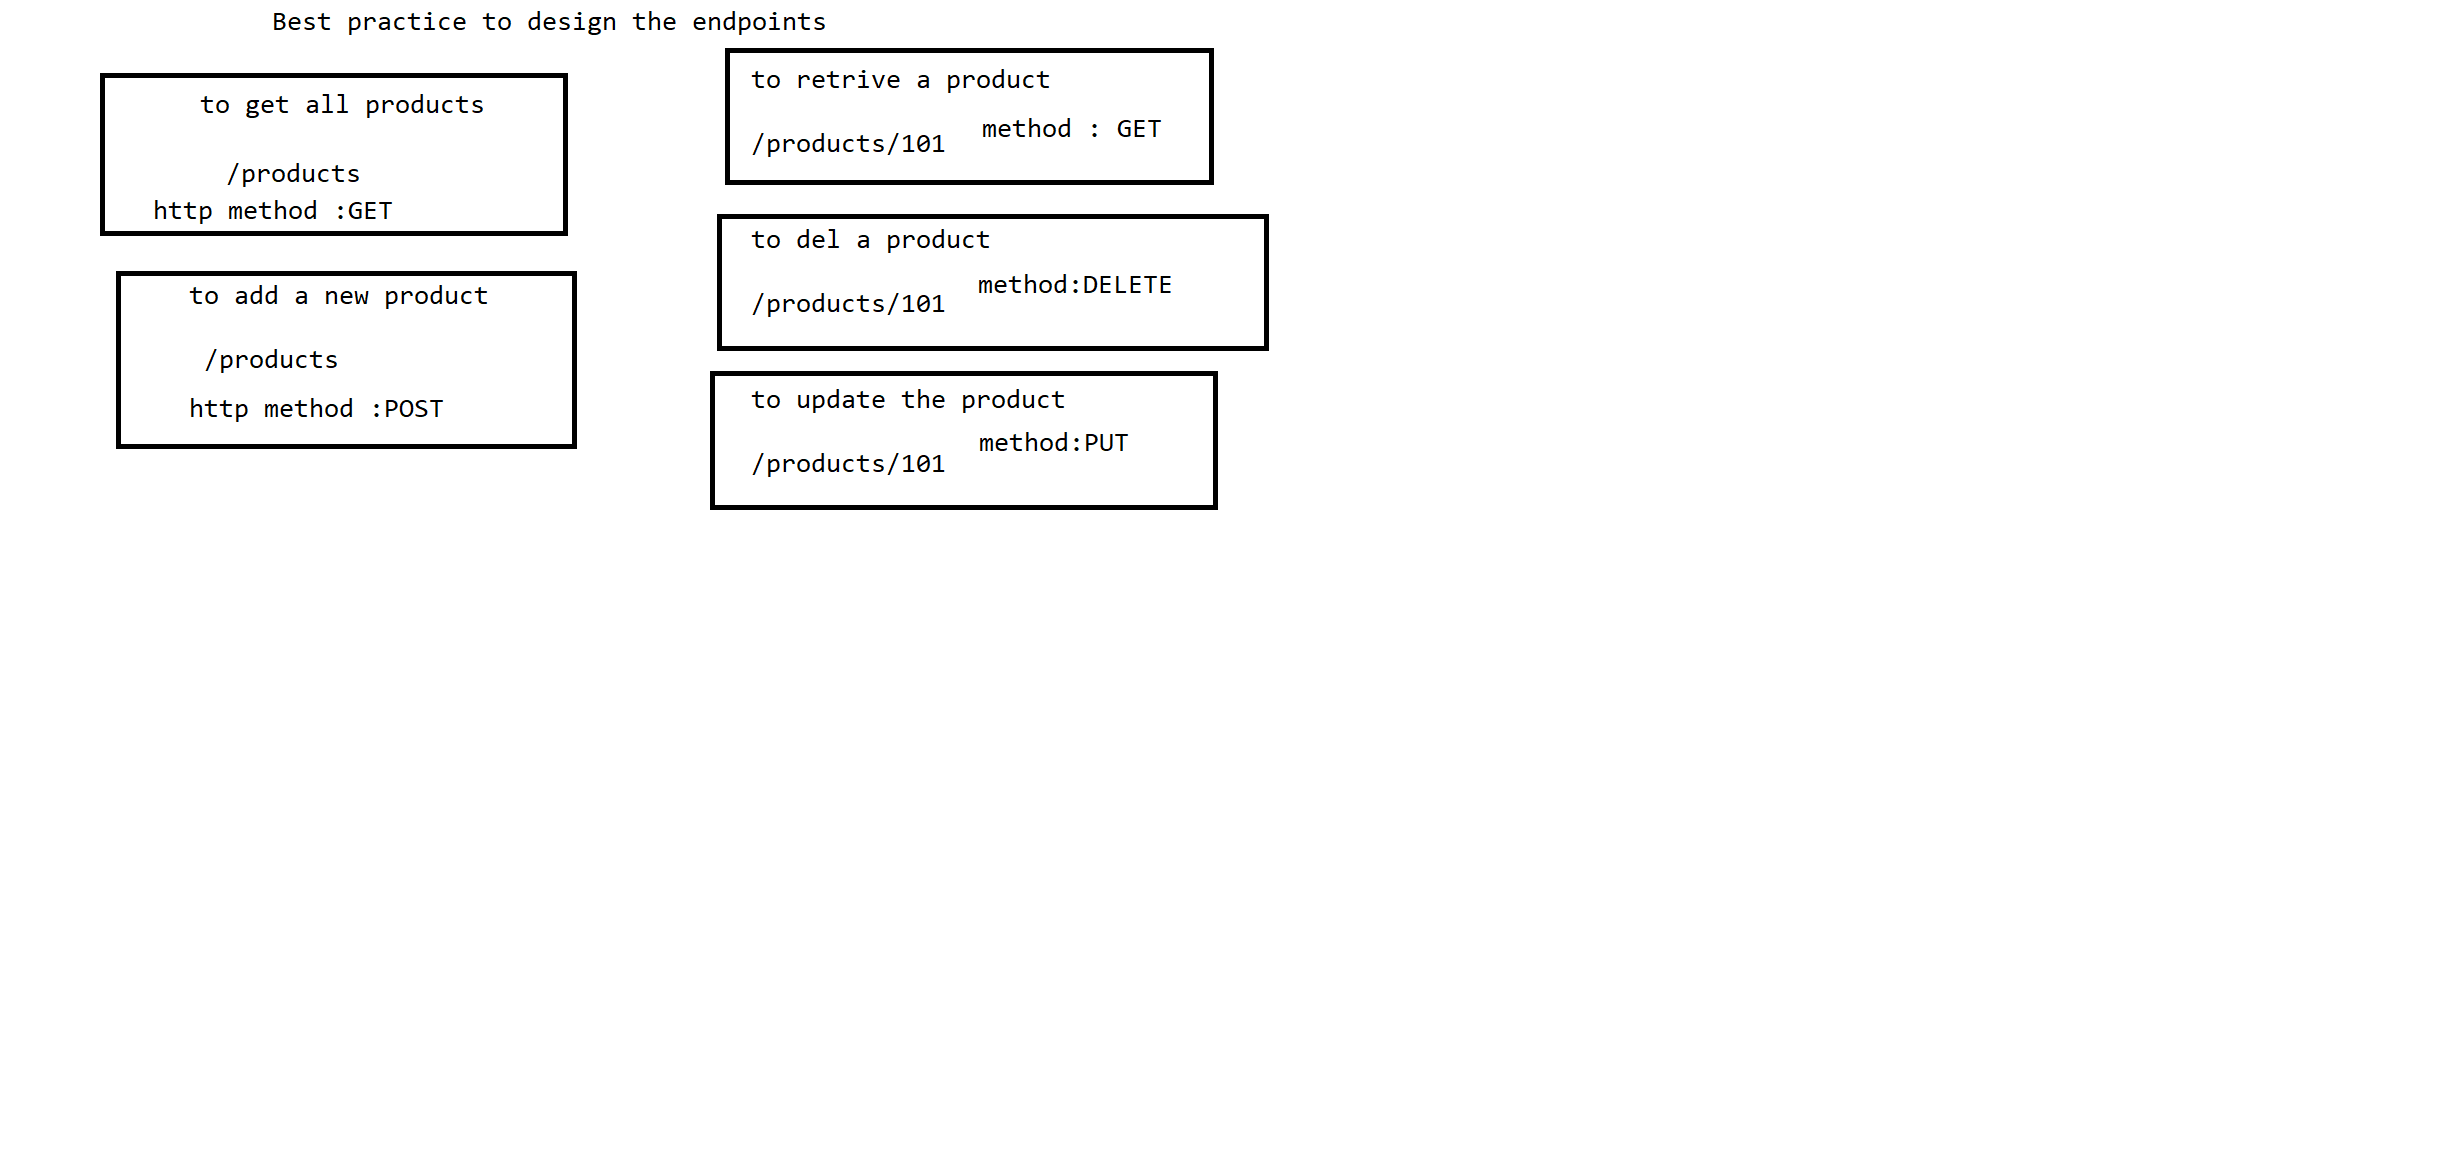 Best practice to design the endpoints
to get all products
/products
http method :GET
to add a new product
/products
http method :POST
to retrive a product
method : GET
/products/101
to del a product
method:DELETE
/products/101
to update the product
method:PUT
/products/101